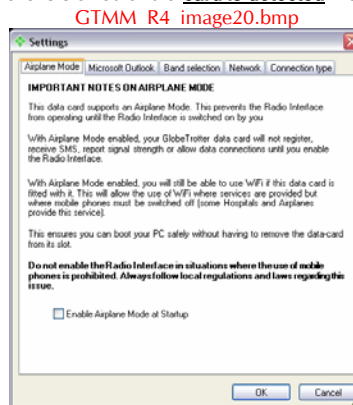 card is detected
GTMM_R4_image20.bmp
Settings
Airplane Mode Microsoft Outlook Band selection Network Connection type
IMPORTANT NOTES ON AIRPLANE MODE
This data card supports an Airplane Mode. This prevents the Radio Interface
from operating until the Radio Interface is switched on by you
With Airplane Mode enabled, your GlobeTrotter data card will not register,
receive SMS, report signal strength or allow data connections until you enable
the Radio Interface.
With Airplane Mode enabled, you will still be able to use WiFi if this data card is
fitted with it. This will allow the use of WiFi where services are provided but
where mobile phones must be switched off (some Hospitals and Airplanes
provide this service).
This ensures you can boot your PC safely without having to remove the data-card
from its slot.
Do not enable the Radio Interface in situations where the use of mobile
phones is prohibited. Always follow local regulations and laws regarding this
issue.
Enable Airplane Mode at Startup
OK Cancel